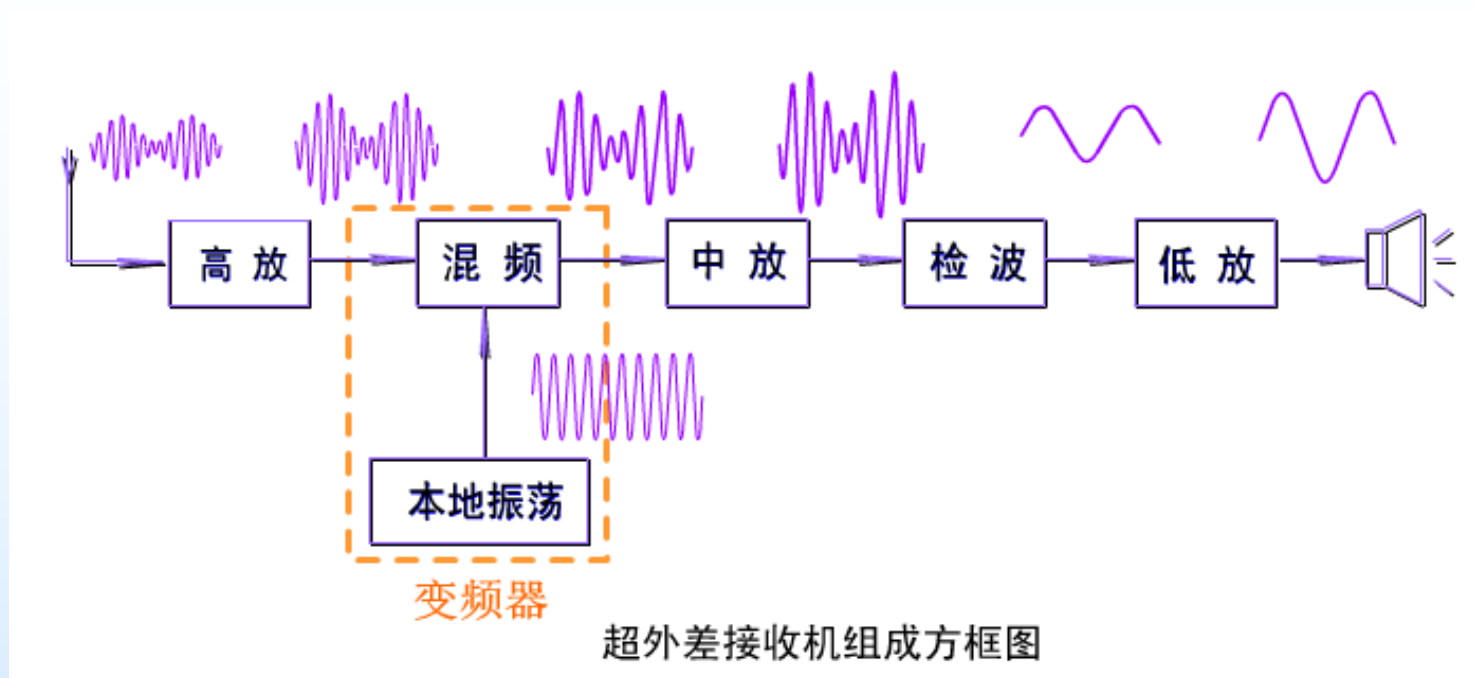 高放
混频
中放
检波
低放
本地振荡
变频器
超外差接收机组成方框图